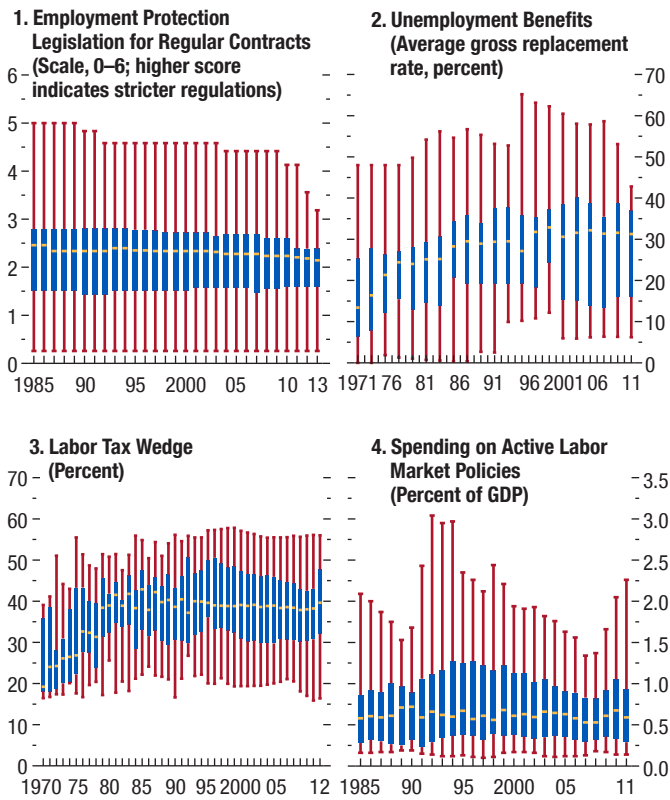 1. Employment Protection
Legislation for Regular Contracts
(Scale, 0–6; higher score
indicates stricter regulations)
6
5
4
3
2
1
0
1985 90 95 2000 05 10 13
2. Unemployment Benefits
(Average gross replacement
rate, percent)
70
60
50
40
30
20
10
0
1971 76 81 86 91 96 2001 06 11
3. Labor Tax Wedge
(Percent)
70
60
50
40
30
20
10
0
1970 75 80 85 90 95 2000 05 12
4. Spending on Active Labor
Market Policies
(Percent of GDP)
3.5
3.0
2.5
2.0
1.5
1.0
0.5
0.0
1985 90 95 2000 05 11